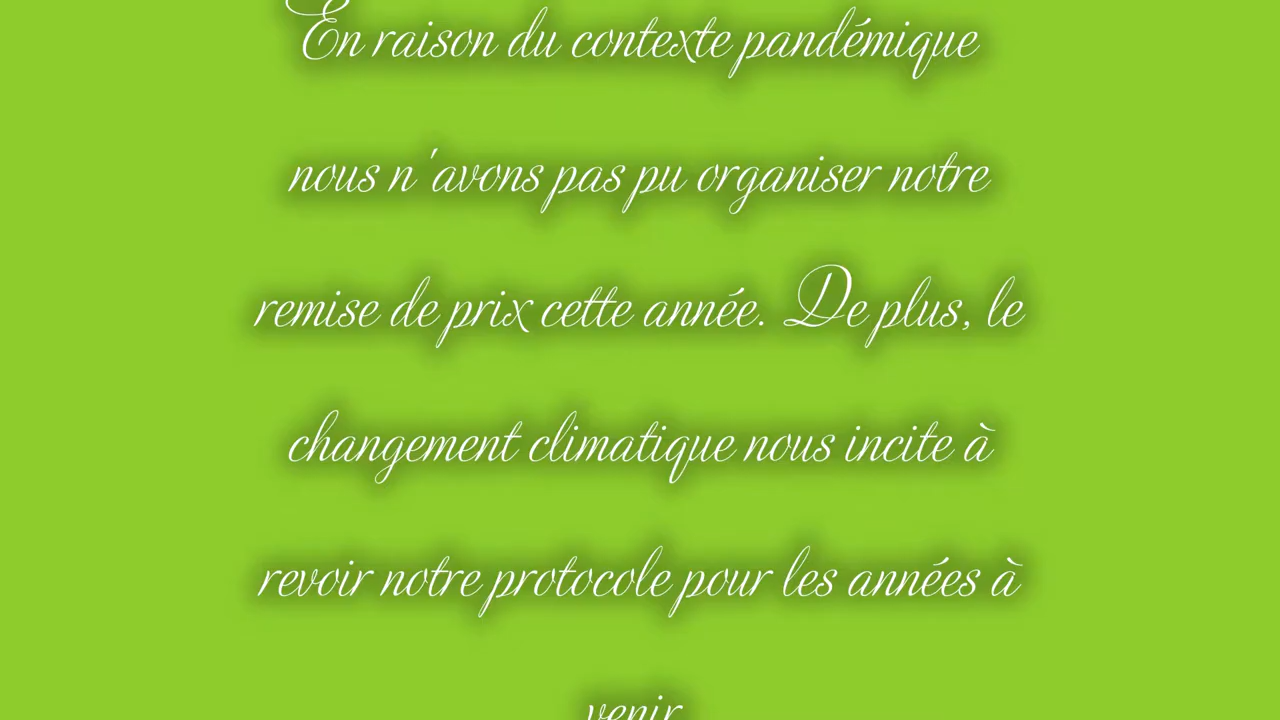 En raison du contexte pandémique
nous n'avons pas pu organiser notre
remise de prix cette année. De plus, le
changement climatique nous incite à
revoir notre protocole pour les années à
venir